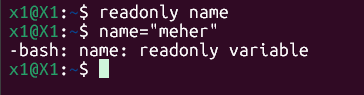 x1@X1:~$ readonly name
x1@X1:~$ name="meher"
-bash: name: readonly variable
x1@X1:~$